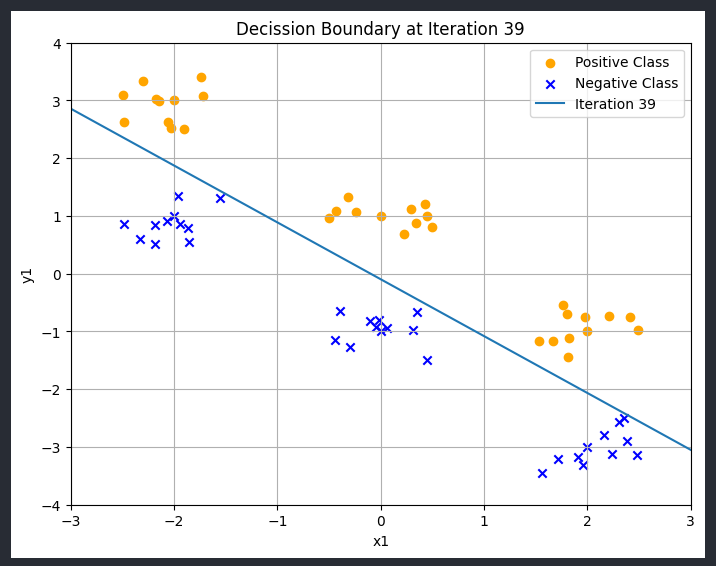 Decission Boundary at Iteration 39
Positive Class
Negative Class
Iteration 39
4
3
2
1
0
−1
−2
−3
−4
y1
−3
−2
−1
0
1
2
3
x1